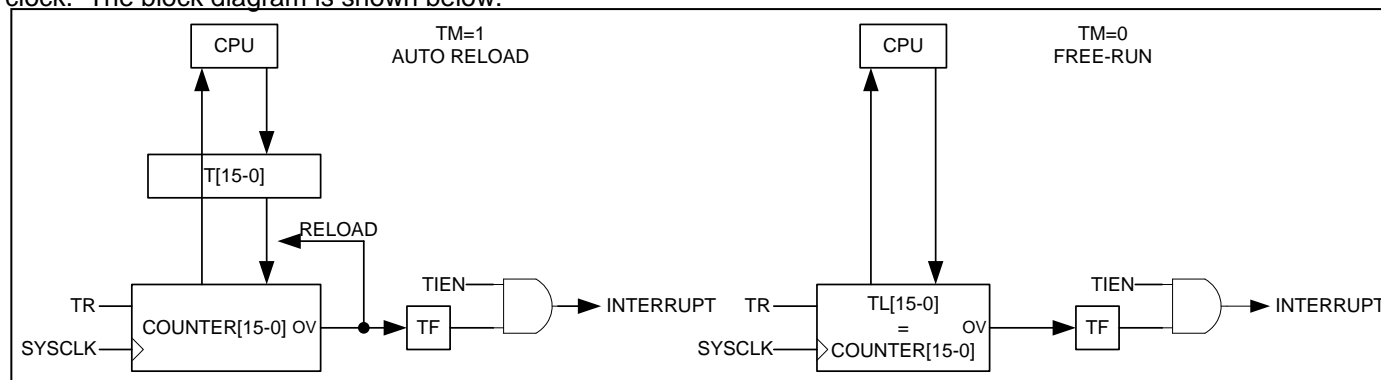 clock. The block diagram is shown below.
CPU
TM=1
AUTO RELOAD
T[15-0]
RELOAD
TR
SYSCLK
COUNTER[15-0] OV
TF
TIEN
INTERRUPT
CPU
TM=0
FREE-RUN
TR
SYSCLK
TL[15-0]
=
COUNTER[15-0]
OV
TF
TIEN
INTERRUPT